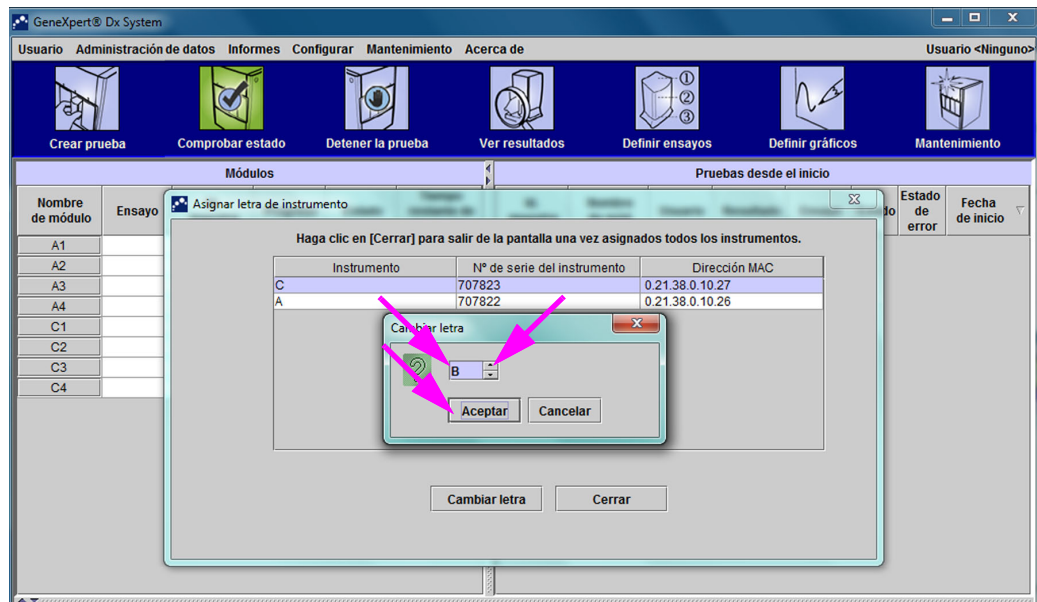 GeneXpert® Dx System
Usuario Administración de datos Informes Configurar Mantenimiento Acerca de Usuario <Ninguno>
Crear prueba Comprobar estado Detener la prueba Ver resultados Definir ensayos Definir gráficos Mantenimiento
Módulos Pruebas desde el inicio
Nombre de módulo
Ensayo
Estado de error
Fecha de inicio
A1
A2
A3
A4
C1
C2
C3
C4
Asignar letra de instrumento
Haga clic en [Cerrar] para salir de la pantalla una vez asignados todos los instrumentos.
Instrumento Nº de serie del instrumento Dirección MAC
C 707823 0.21.38.0.10.27
A 707822 0.21.38.0.10.26
Cambiar letra
B
Aceptar Cancelar
Cambiar letra Cerrar